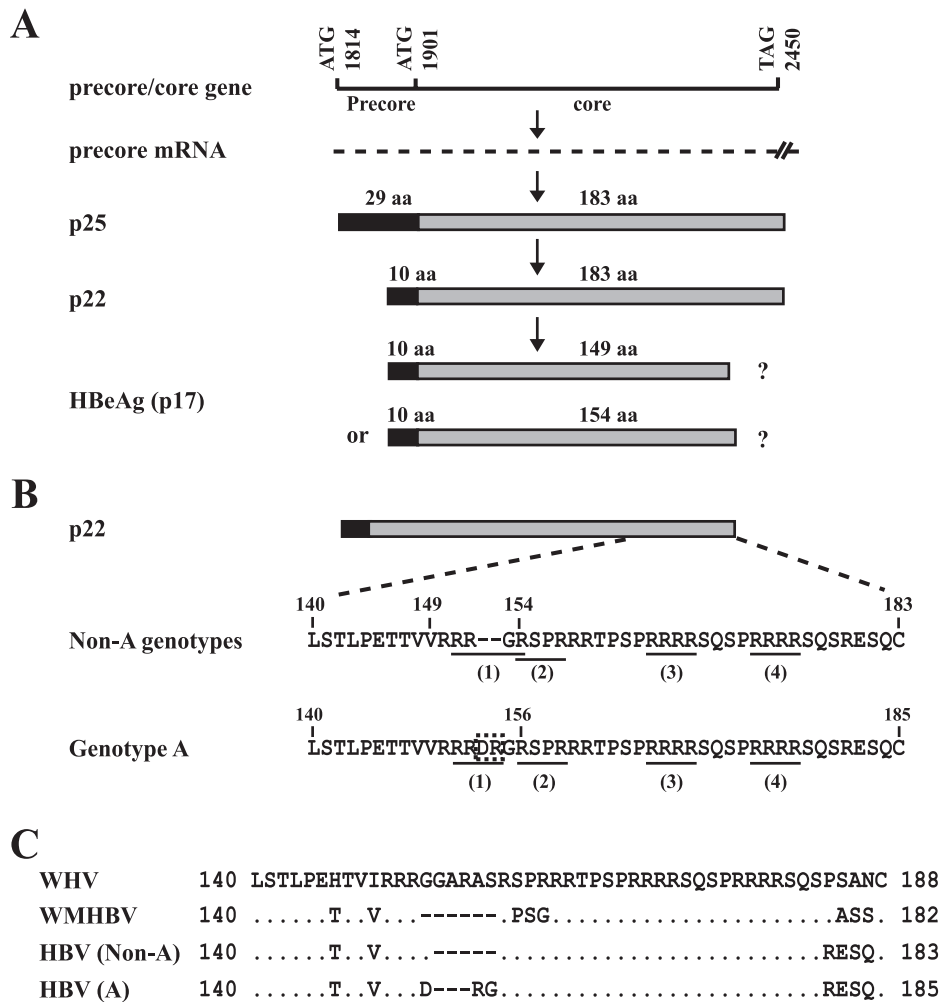 A
ATG 1814
ATG 1901
TAG 2450
precore/core gene
Precore
core
precore mRNA
29 aa
183 aa
p25
10 aa
183 aa
p22
10 aa
149 aa
?
HBeAg (p17)
10 aa
154 aa
or
?
B
p22
140
149
154
183
Non-A genotypes
LSTLPETTVVRRR--GRSPRRRTPSPRRRRSQSPRRRRSQSRESQC
(1)
(2)
(3)
(4)
140
156
185
Genotype A
LSTLPETTVVRRRDRGRSPRRRTPSPRRRRSQSPRRRRSQSRESQC
(1)
(2)
(3)
(4)
C
WHV 140 LSTLPEHTVIRRRGGARASRSPRRRTPSPRRRRSQSPRRRRSQSPSANC 188
WMHBV 140 ......T..V...------.PSG......................ASS. 182
HBV (Non-A) 140 ......T..V....-----.........................RESQ. 183
HBV (A) 140 ......T..V...D---RG.........................RESQ. 185